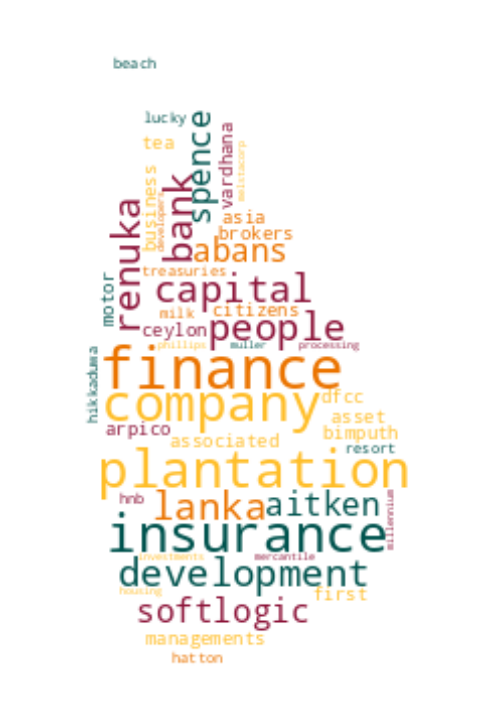 beach
lucky
spence
vardhana
tea
meistacorp
business
developers
bank
renuka
asia
brokers
abans
treasuries
motor
capital
milk
citizens
ceylon
people
phillips
muller
processing
hikkaduwa
finance
company
dfcc
asset
arpico
bimputh
associated
resort
plantation
hnb
lanka
aitken
millennium
insurance
investments
mercantile
development
housing
first
softlogic
managements
hatton